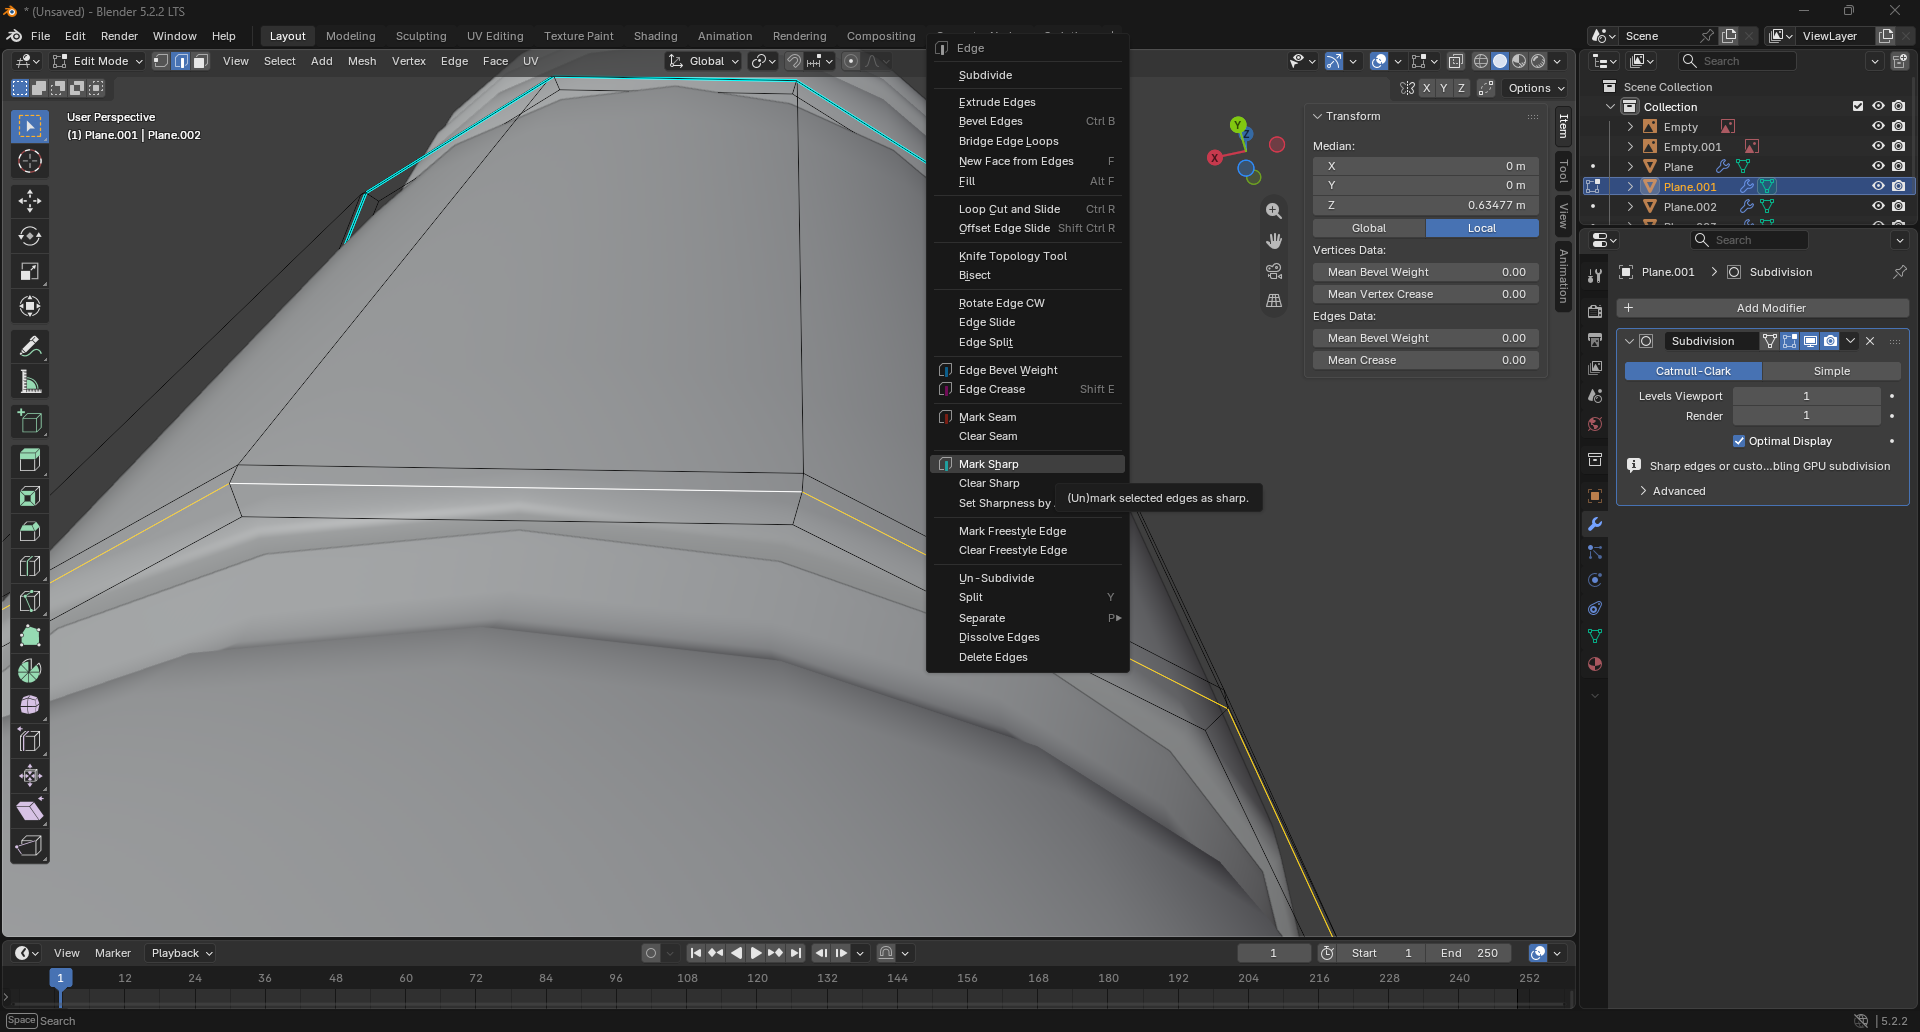 * (Unsaved) - Blender 5.2.2 LTS
File Edit Render Window Help Layout Modeling Sculpting UV Editing Texture Paint Shading Animation Rendering Compositing Scene ViewLayer
Edit Mode View Select Add Mesh Vertex Edge Face UV Global Search
X Y Z Options
User Perspective
(1) Plane.001 | Plane.002
Edge
Subdivide
Extrude Edges
Bevel Edges Ctrl B
Bridge Edge Loops
New Face from Edges F
Fill Alt F
Loop Cut and Slide Ctrl R
Offset Edge Slide Shift Ctrl R
Knife Topology Tool
Bisect
Rotate Edge CW
Edge Slide
Edge Split
Edge Bevel Weight
Edge Crease Shift E
Mark Seam
Clear Seam
Mark Sharp
Clear Sharp
Set Sharpness by
(Un)mark selected edges as sharp.
Mark Freestyle Edge
Clear Freestyle Edge
Un-Subdivide
Split Y
Separate P
Dissolve Edges
Delete Edges
Y
Z
X
Transform
Median:
X 0 m
Y 0 m
Z 0.63477 m
Global Local
Vertices Data:
Mean Bevel Weight 0.00
Mean Vertex Crease 0.00
Edges Data:
Mean Bevel Weight 0.00
Mean Crease 0.00
Item
Tool
View
Animation
Scene Collection
Collection
Empty
Empty.001
Plane
Plane.001
Plane.002
Search
Plane.001 > Subdivision
Add Modifier
Subdivision
Catmull-Clark Simple
Levels Viewport 1
Render 1
Optimal Display
Sharp edges or custo...bling GPU subdivision
Advanced
View Marker Playback 1 Start 1 End 250
1 12 24 36 48 60 72 84 96 108 120 132 144 156 168 180 192 204 216 228 240 252
Space Search 5.2.2